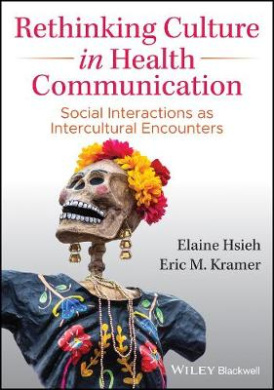 Rethinking Culture
in Health
Communication
Social Interactions as
Intercultural Encounters
Elaine Hsieh
Eric M. Kramer
WILEY Blackwell